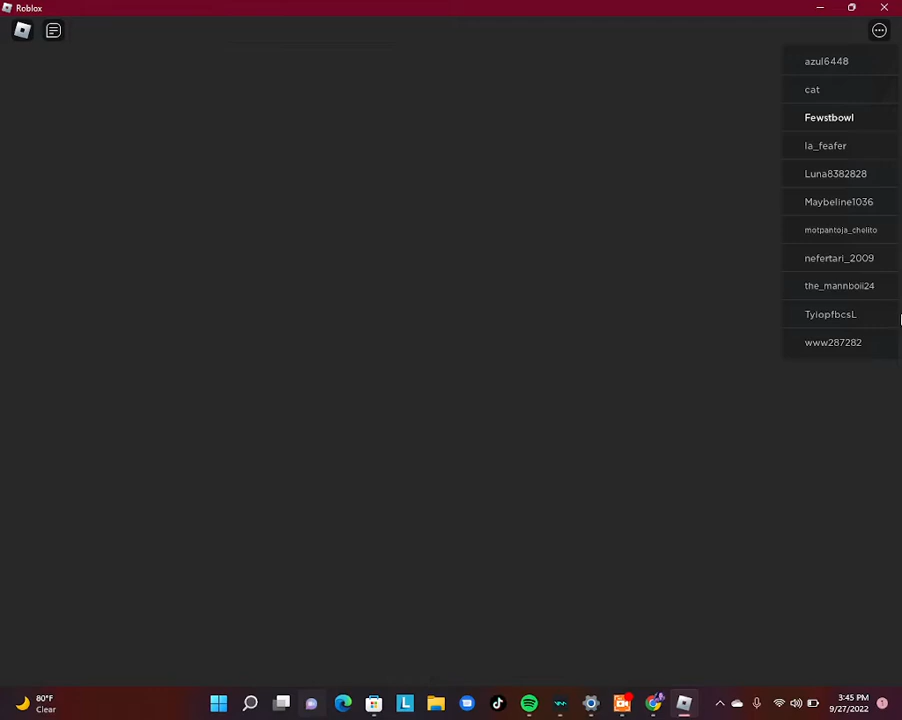 Roblox
azul6448
cat
Fewstbowl
la_feafer
Luna8382828
Maybeline1036
motpantoja_chelito
nefertari_2009
the_mannboii24
TyiopfbcsL
www287282
80°F
Clear
L
3:45 PM
9/27/2022
1